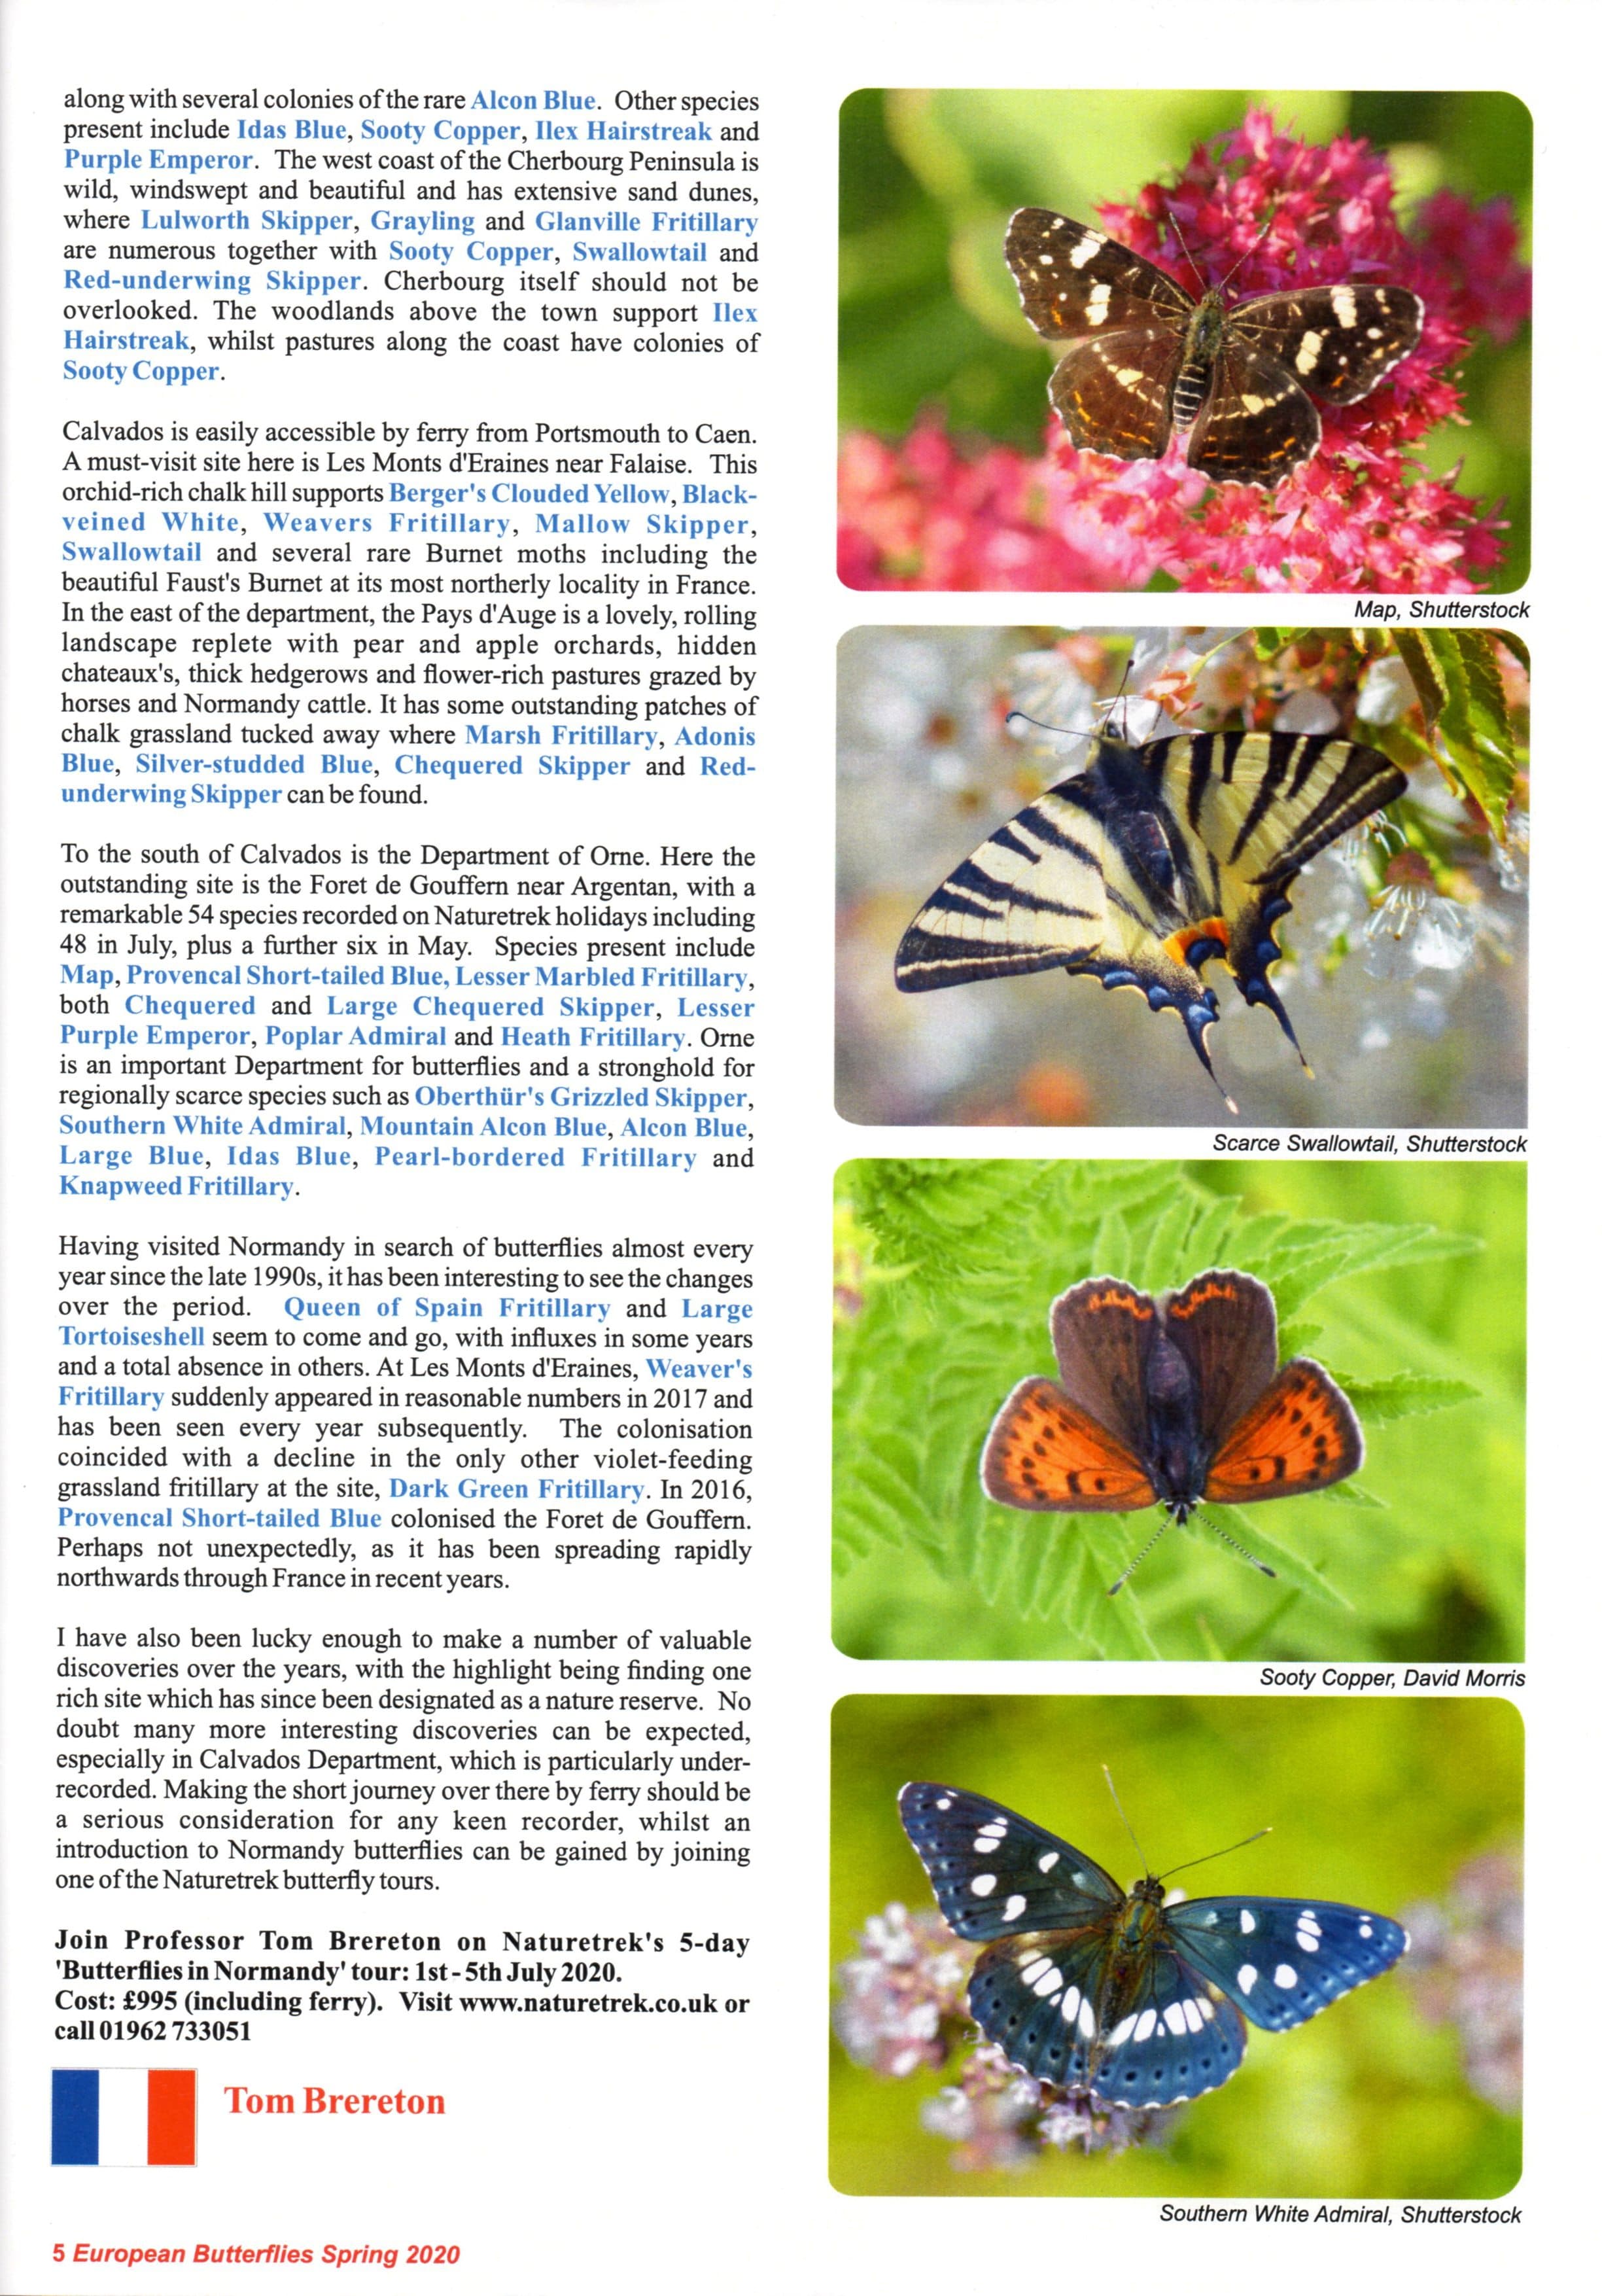 along with several colonies of the rare Alcon Blue. Other species
present include Idas Blue, Sooty Copper, Ilex Hairstreak and
Purple Emperor. The west coast of the Cherbourg Peninsula is
wild, windswept and beautiful and has extensive sand dunes,
where Lulworth Skipper, Grayling and Glanville Fritillary
are numerous together with Sooty Copper, Swallowtail and
Red-underwing Skipper. Cherbourg itself should not be
overlooked. The woodlands above the town support Ilex
Hairstreak, whilst pastures along the coast have colonies of
Sooty Copper.
Calvados is easily accessible by ferry from Portsmouth to Caen.
A must-visit site here is Les Monts d'Eraines near Falaise. This
orchid-rich chalk hill supports Berger's Clouded Yellow, Black-
veined White, Weavers Fritillary, Mallow Skipper,
Swallowtail and several rare Burnet moths including the
beautiful Faust's Burnet at its most northerly locality in France.
In the east of the department, the Pays d'Auge is a lovely, rolling
landscape replete with pear and apple orchards, hidden
chateaux's, thick hedgerows and flower-rich pastures grazed by
horses and Normandy cattle. It has some outstanding patches of
chalk grassland tucked away where Marsh Fritillary, Adonis
Blue, Silver-studded Blue, Chequered Skipper and Red-
underwing Skipper can be found.
To the south of Calvados is the Department of Orne. Here the
outstanding site is the Foret de Gouffern near Argentan, with a
remarkable 54 species recorded on Naturetrek holidays including
48 in July, plus a further six in May. Species present include
Map, Provencal Short-tailed Blue, Lesser Marbled Fritillary,
both Chequered and Large Chequered Skipper, Lesser
Purple Emperor, Poplar Admiral and Heath Fritillary. Orne
is an important Department for butterflies and a stronghold for
regionally scarce species such as Oberthür's Grizzled Skipper,
Southern White Admiral, Mountain Alcon Blue, Alcon Blue,
Large Blue, Idas Blue, Pearl-bordered Fritillary and
Knapweed Fritillary.
Having visited Normandy in search of butterflies almost every
year since the late 1990s, it has been interesting to see the changes
over the period. Queen of Spain Fritillary and Large
Tortoiseshell seem to come and go, with influxes in some years
and a total absence in others. At Les Monts d'Eraines, Weaver's
Fritillary suddenly appeared in reasonable numbers in 2017 and
has been seen every year subsequently. The colonisation
coincided with a decline in the only other violet-feeding
grassland fritillary at the site, Dark Green Fritillary. In 2016,
Provencal Short-tailed Blue colonised the Foret de Gouffern.
Perhaps not unexpectedly, as it has been spreading rapidly
northwards through France in recent years.
I have also been lucky enough to make a number of valuable
discoveries over the years, with the highlight being finding one
rich site which has since been designated as a nature reserve. No
doubt many more interesting discoveries can be expected,
especially in Calvados Department, which is particularly under-
recorded. Making the short journey over there by ferry should be
a serious consideration for any keen recorder, whilst an
introduction to Normandy butterflies can be gained by joining
one of the Naturetrek butterfly tours.
Join Professor Tom Brereton on Naturetrek's 5-day
'Butterflies in Normandy' tour: 1st - 5th July 2020.
Cost: £995 (including ferry). Visit www.naturetrek.co.uk or
call 01962 733051
Tom Brereton
Map, Shutterstock
Scarce Swallowtail, Shutterstock
Sooty Copper, David Morris
Southern White Admiral, Shutterstock
5 European Butterflies Spring 2020